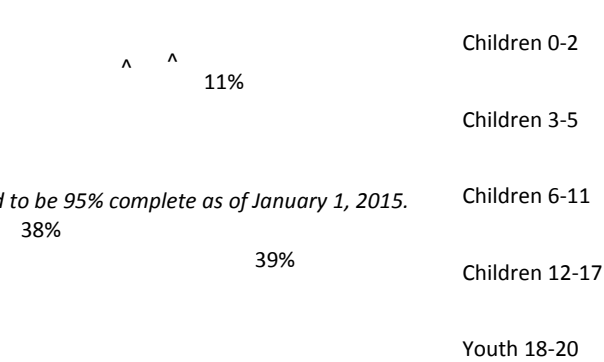 Children 0-2
^ ^
11%
Children 3-5
d to be 95% complete as of January 1, 2015.
Children 6-11
38%
39%
Children 12-17
Youth 18-20